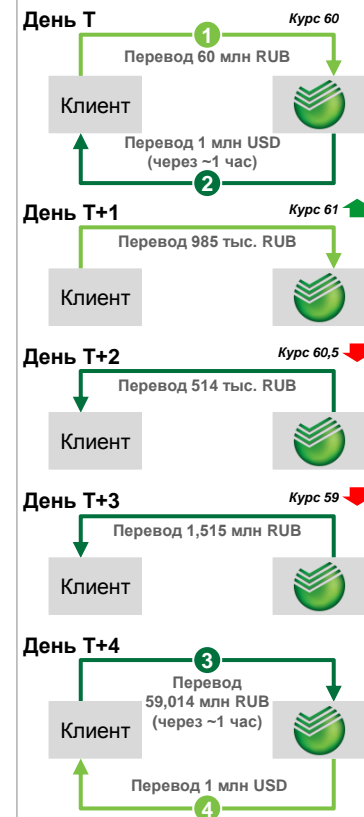 День Т
Курс 60
1
Перевод 60 млн RUB
Клиент
Перевод 1 млн USD
(через ~1 час)
2
День Т+1
Курс 61
Перевод 985 тыс. RUB
Клиент
День Т+2
Курс 60,5
Перевод 514 тыс. RUB
Клиент
День Т+3
Курс 59
Перевод 1,515 млн RUB
Клиент
День Т+4
3
Перевод
59,014 млн RUB
(через ~1 час)
Клиент
Перевод 1 млн USD
4